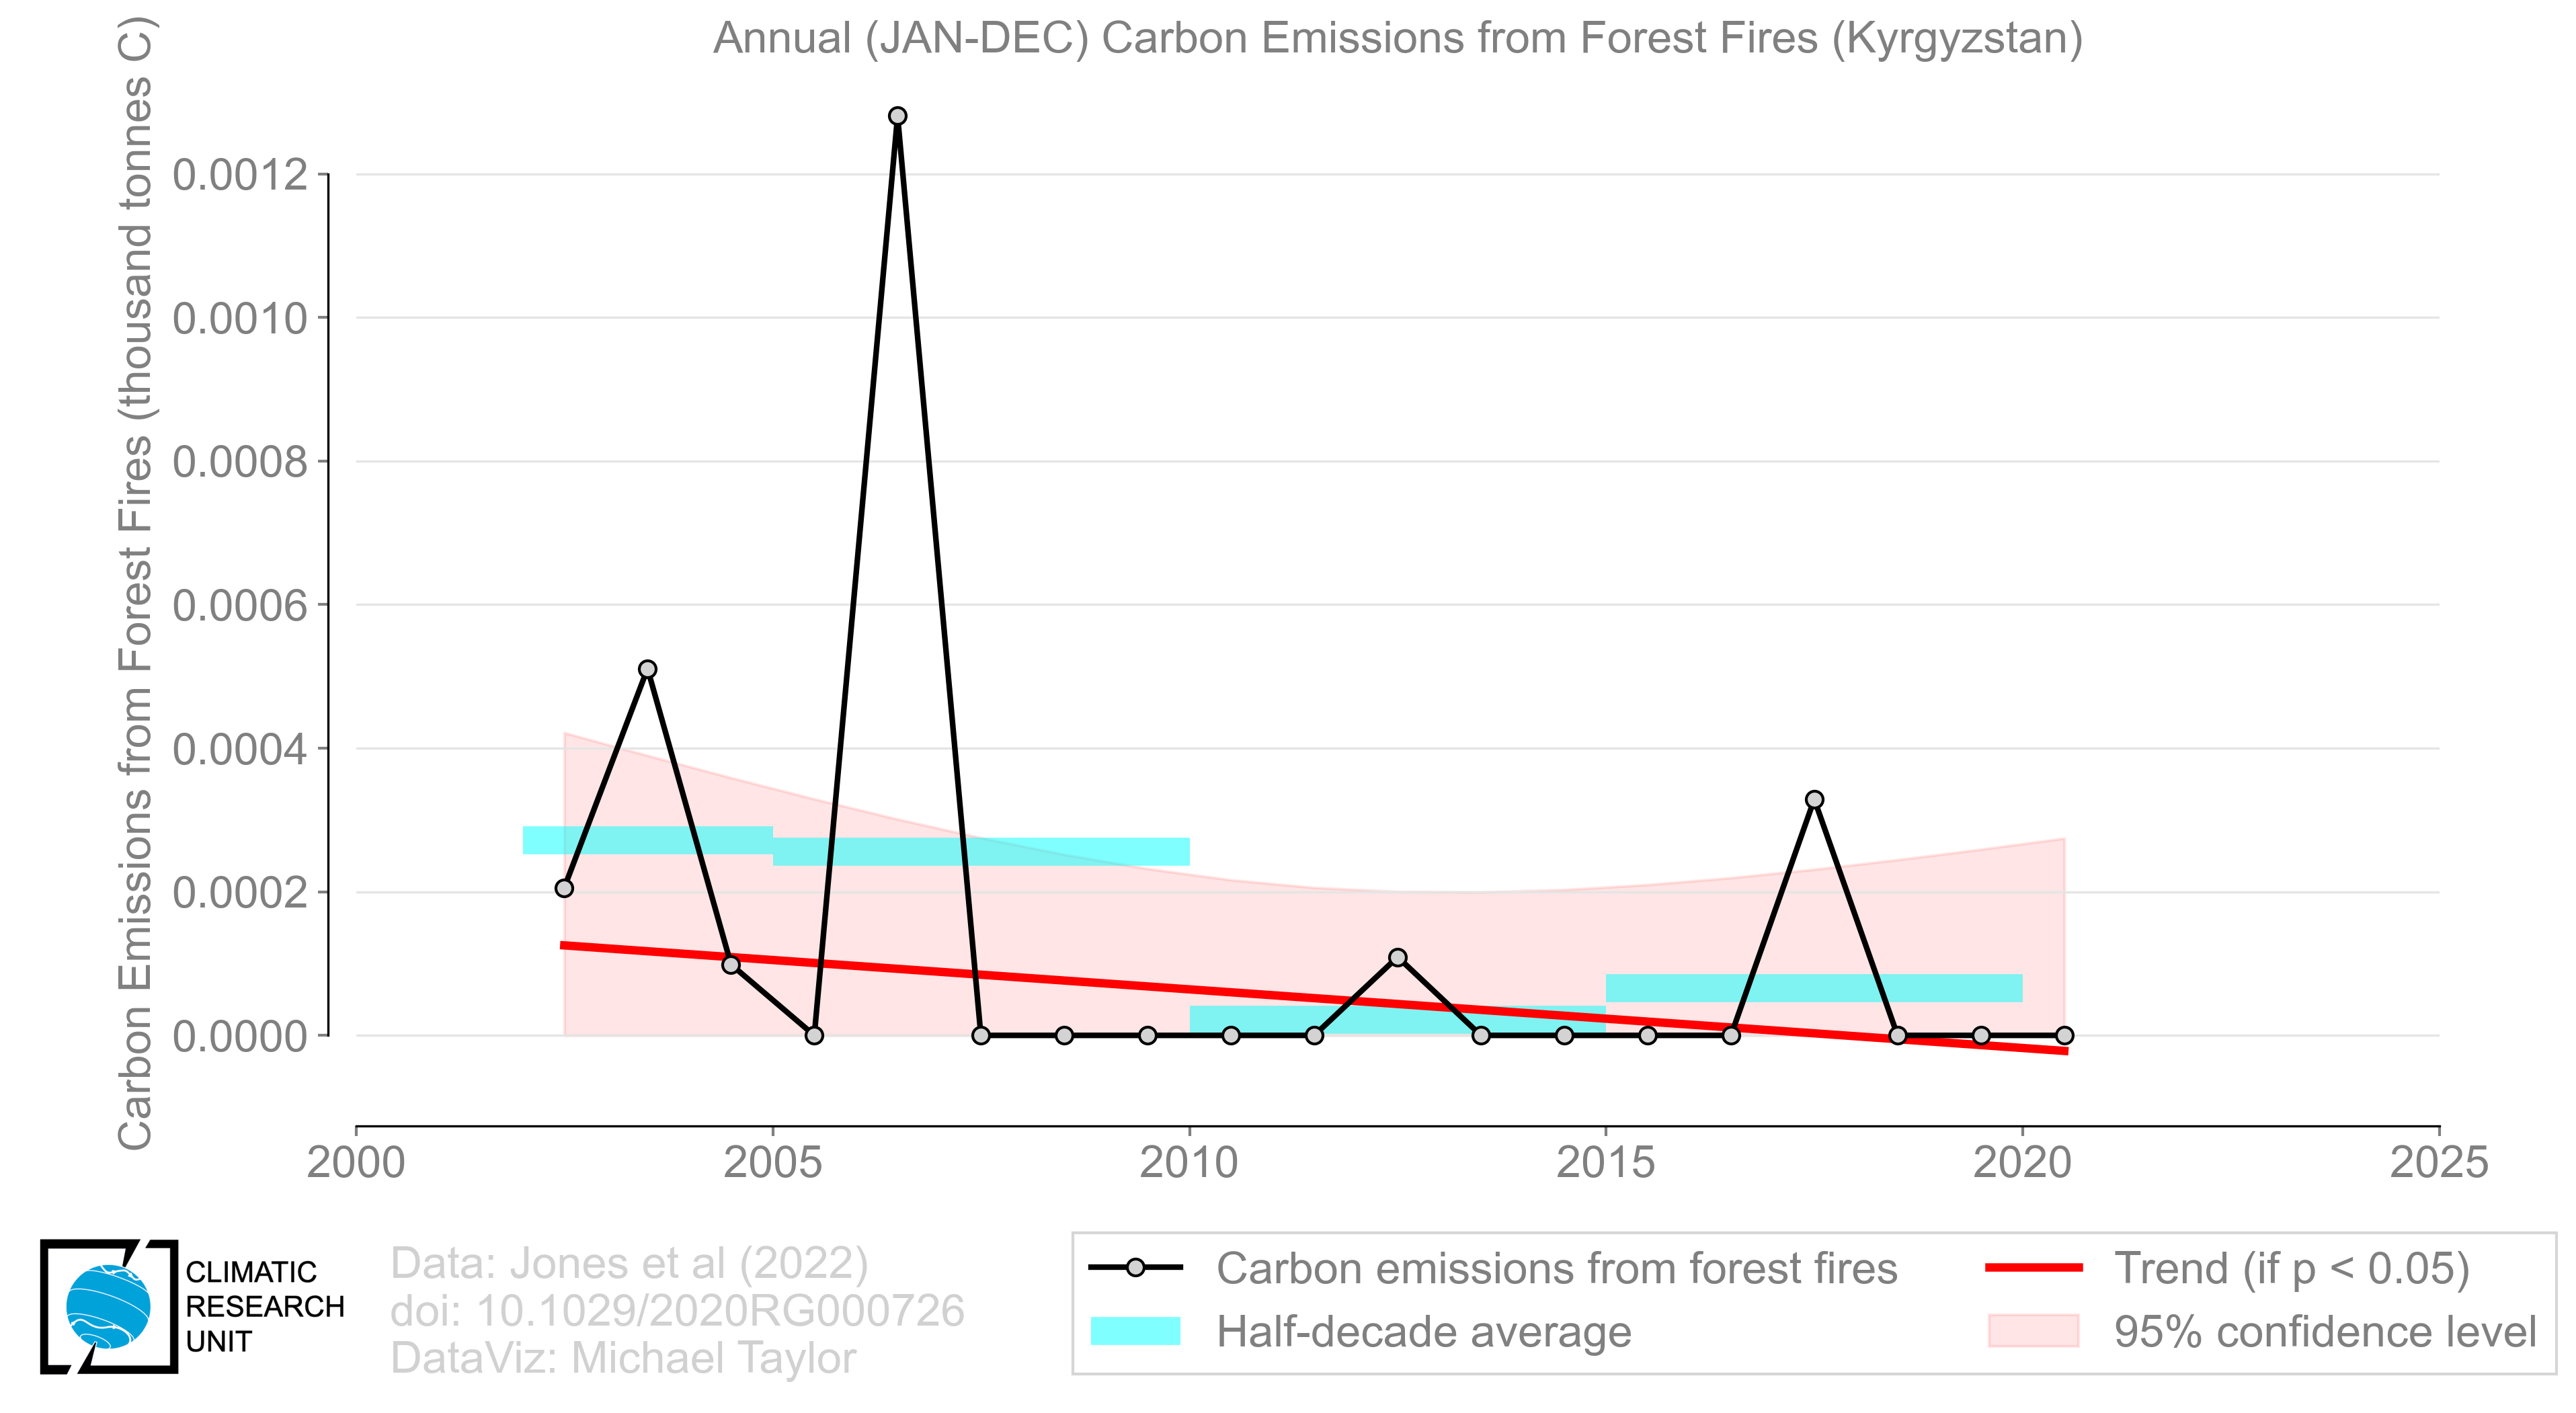 Annual (JAN-DEC) Carbon Emissions from Forest Fires (Kyrgyzstan)
Carbon Emissions from Forest Fires (thousand tonnes C)
0.0012
0.0010
0.0008
0.0006
0.0004
0.0002
0.0000
2000 2005 2010 2015 2020 2025
CLIMATIC
RESEARCH
UNIT
Data: Jones et al (2022)
doi: 10.1029/2020RG000726
DataViz: Michael Taylor
Carbon emissions from forest fires
Half-decade average
Trend (if p < 0.05)
95% confidence level